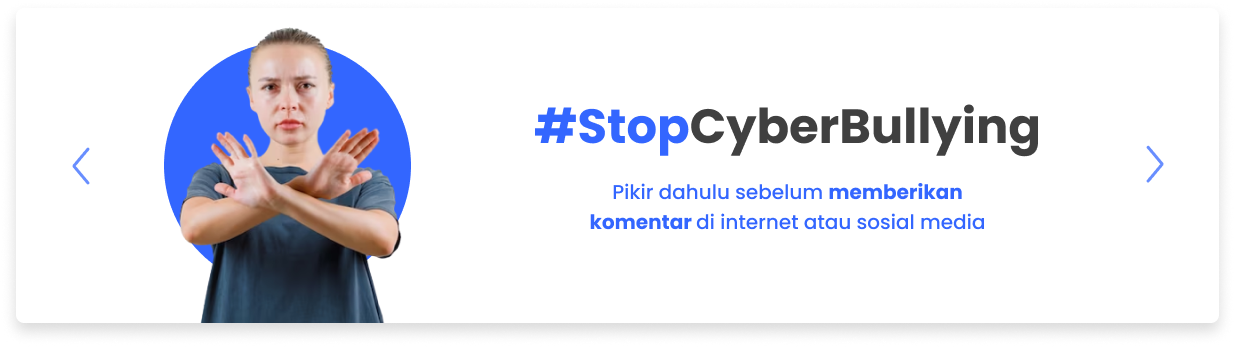 #StopCyberBullying
Pikir dahulu sebelum memberikan
komentar di internet atau sosial media